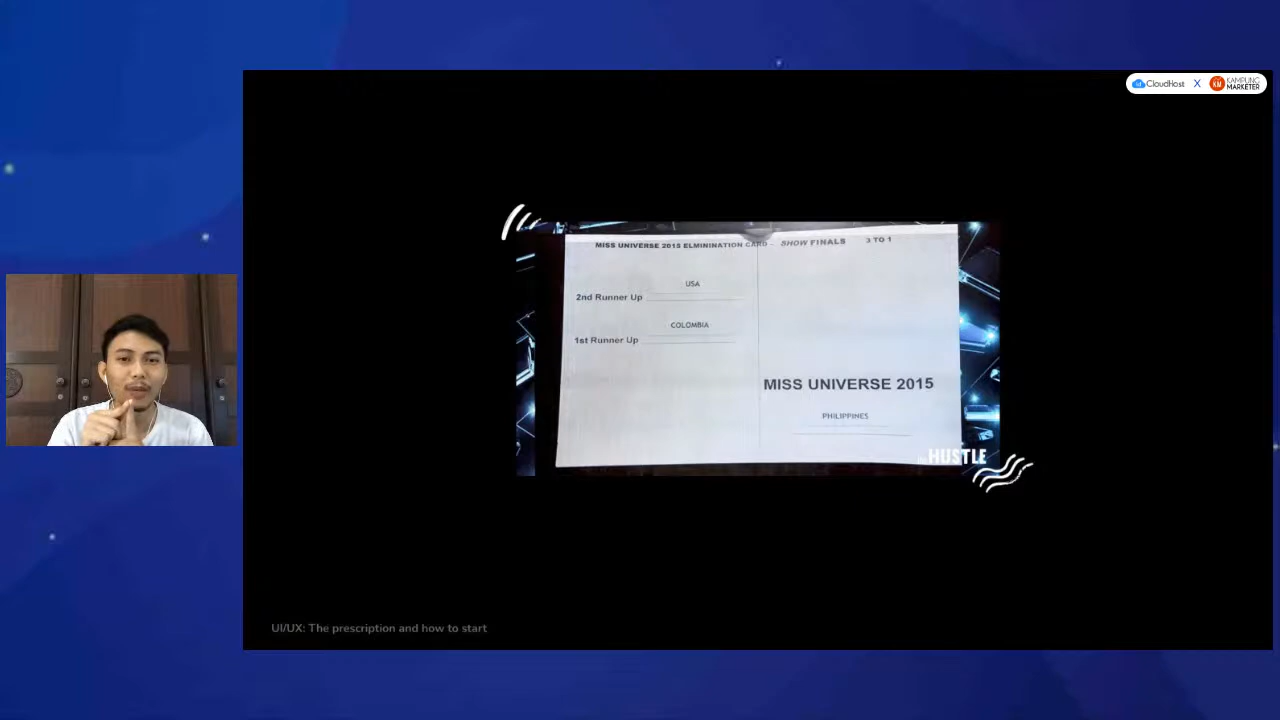 CloudHost X KAMPUNG MARKETER
MISS UNIVERSE 2015 ELMININATION CARD - SHOW FINALS 3 TO 1
USA
2nd Runner Up
COLOMBIA
1st Runner Up
MISS UNIVERSE 2015
PHILIPPINES
HUSTLE
UI/UX: The prescription and how to start